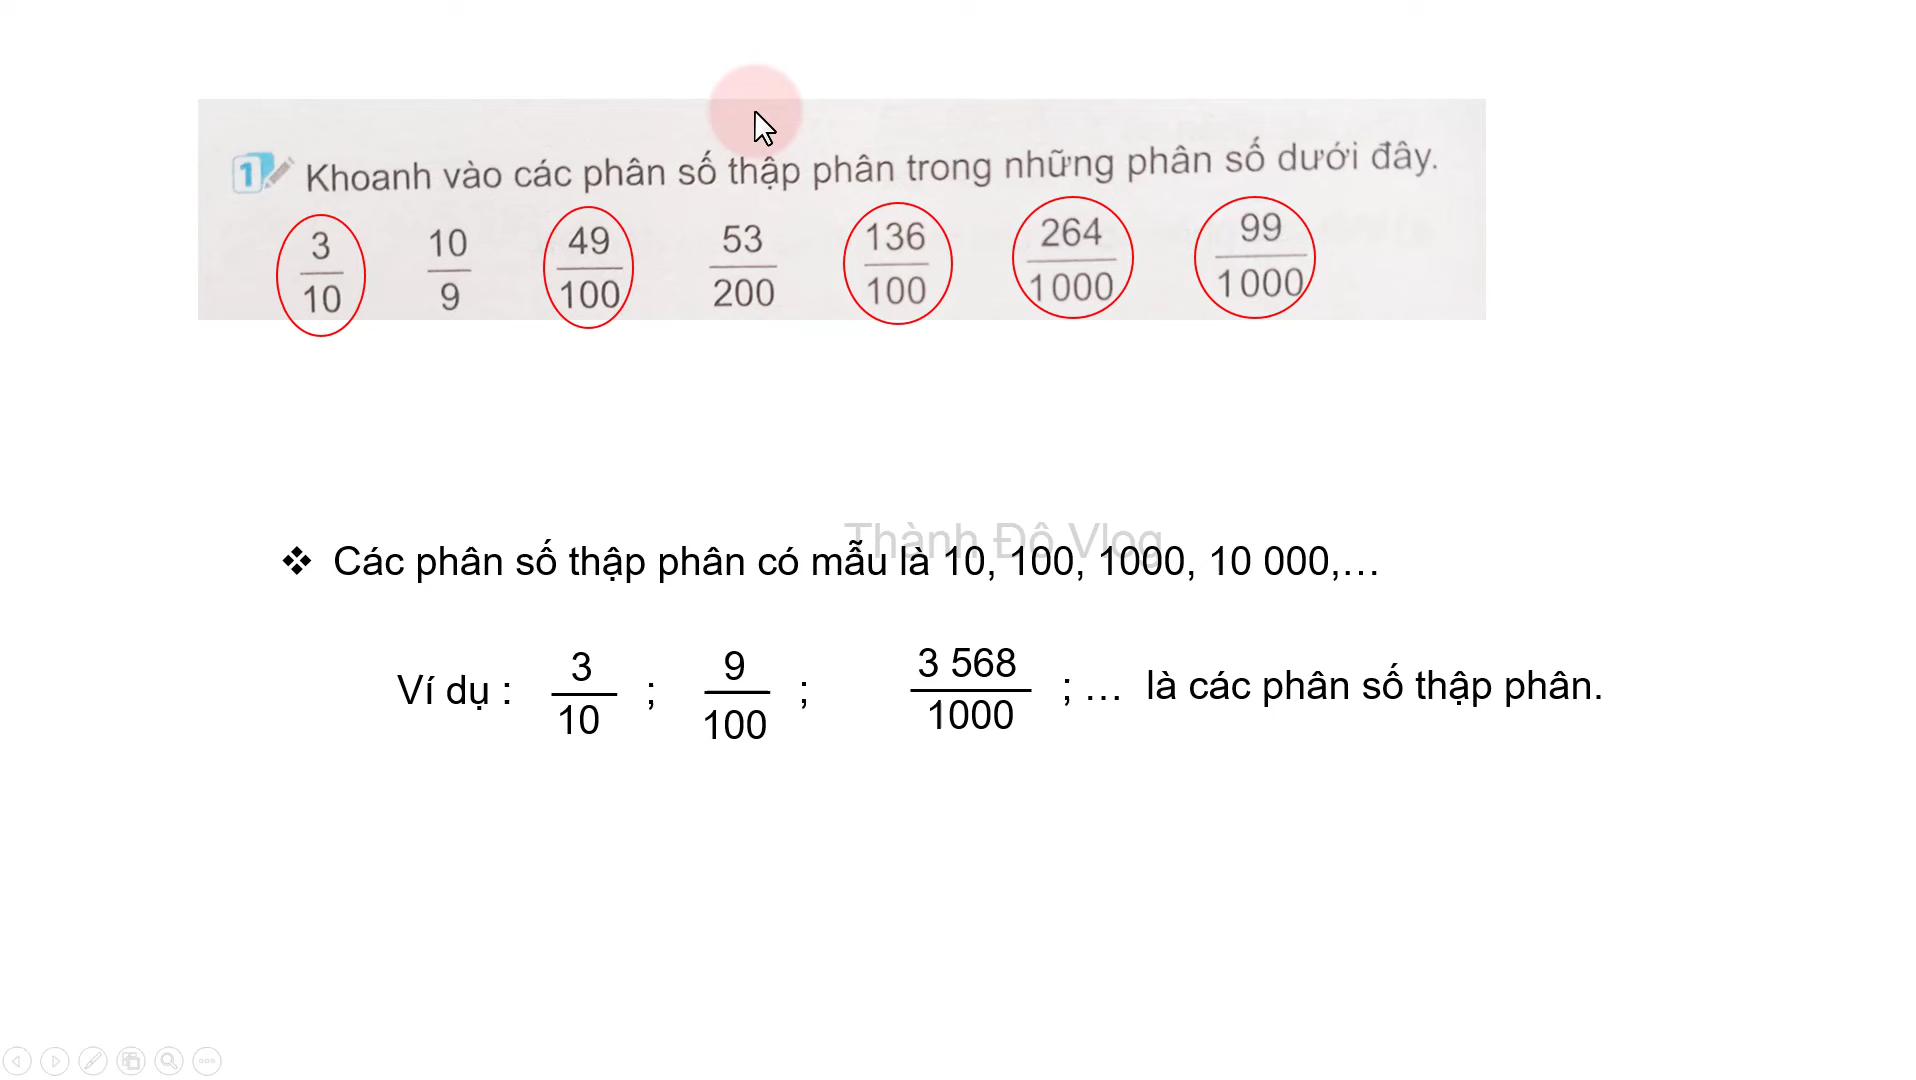 1 Khoanh vào các phân số thập phân trong những phân số dưới đây.
3/10 10/9 49/100 53/200 136/100 264/1000 99/1000
Thành Đô Vlog
❖ Các phân số thập phân có mẫu là 10, 100, 1000, 10 000,…
Ví dụ : 3/10 ; 9/100 ; 3 568/1000 ; … là các phân số thập phân.